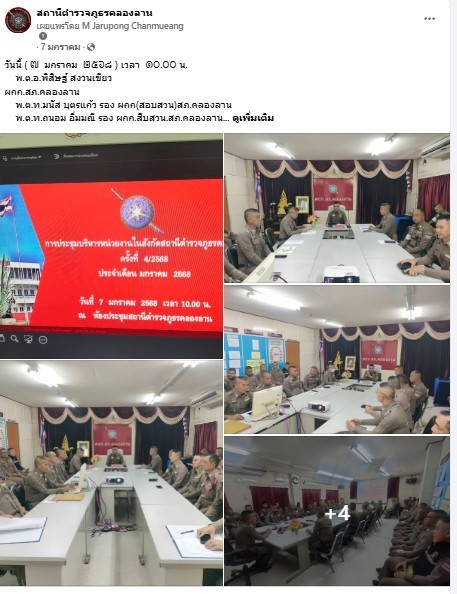 สถานีตำรวจภูธรคลองลาน
เผยแพร่โดย M Jarupong Chanmueang
· 7 มกราคม ·
วันนี้ ( ๗ มกราคม ๒๕๖๘ ) เวลา ๑๐.๐๐ น.
พ.ต.อ.พิสิษฐ์ สงวนเขียว
ผกก.สภ.คลองลาน
พ.ต.ท.มนัส บุตรแก้ว รอง ผกก(สอบสวน)สภ.คลองลาน
พ.ต.ท.ถนอม อิ่มมณี รอง ผกก.สืบสวน.สภ.คลองลาน... ดูเพิ่มเติม
การประชุมบริหารหน่วยงานในสังกัดสถานีตำรวจภูธรค
ครั้งที่ 4/2568
ประจำเดือน มกราคม 2568
วันที่ 7 มกราคม 2568 เวลา 10.00 น.
ณ ห้องประชุมสถานีตำรวจภูธรคลองลาน
+4